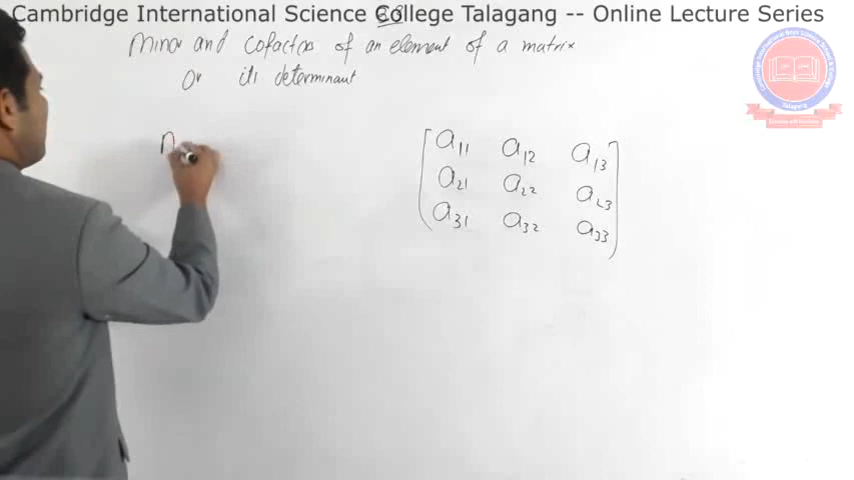 Cambridge International Science College Talagang -- Online Lecture Series
Minor and Cofactor of an element of a matrix
Or its determinant
a11 a12 a13
a21 a22 a23
a31 a32 a33
Talagang